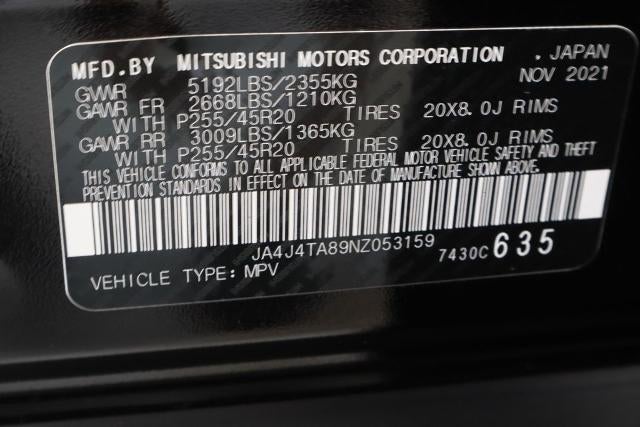 MFD.BY MITSUBISHI MOTORS CORPORATION . JAPAN
GVWR 5192LBS/2355KG NOV 2021
GAWR FR 2668LBS/1210KG
WITH P255/45R20 TIRES 20X8.0J RIMS
GAWR RR 3009LBS/1365KG
WITH P255/45R20 TIRES 20X8.0J RIMS
THIS VEHICLE CONFORMS TO ALL APPLICABLE FEDERAL MOTOR VEHICLE SAFETY AND THEFT
PREVENTION STANDARDS IN EFFECT ON THE DATE OF MANUFACTURE SHOWN ABOVE.
JA4J4TA89NZ053159
VEHICLE TYPE: MPV 7430C 635